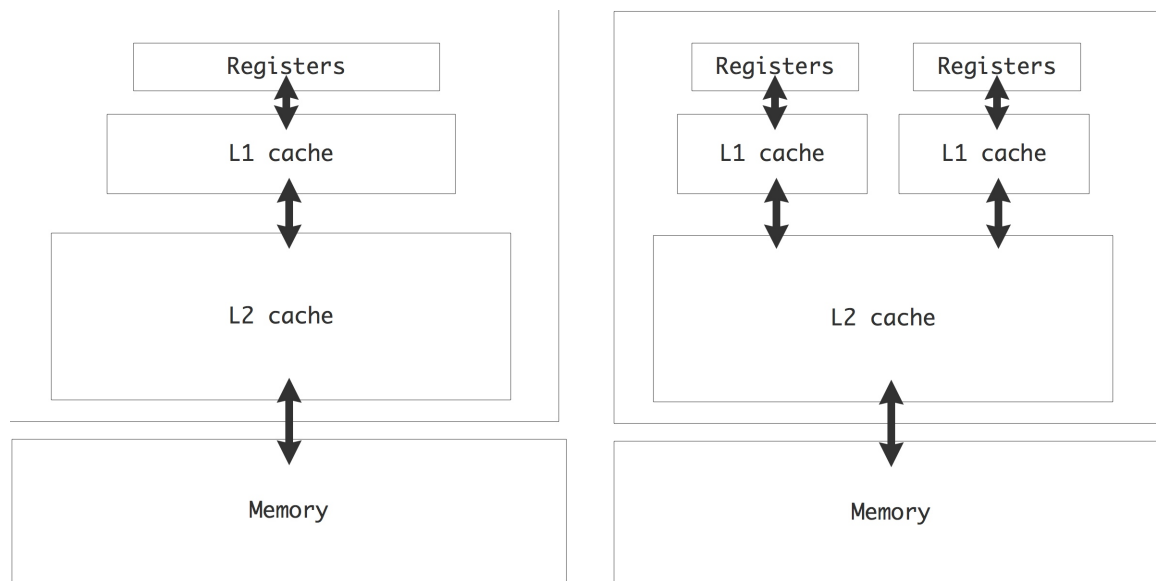 Registers
L1 cache
L2 cache
Memory
Registers
Registers
L1 cache
L1 cache
L2 cache
Memory